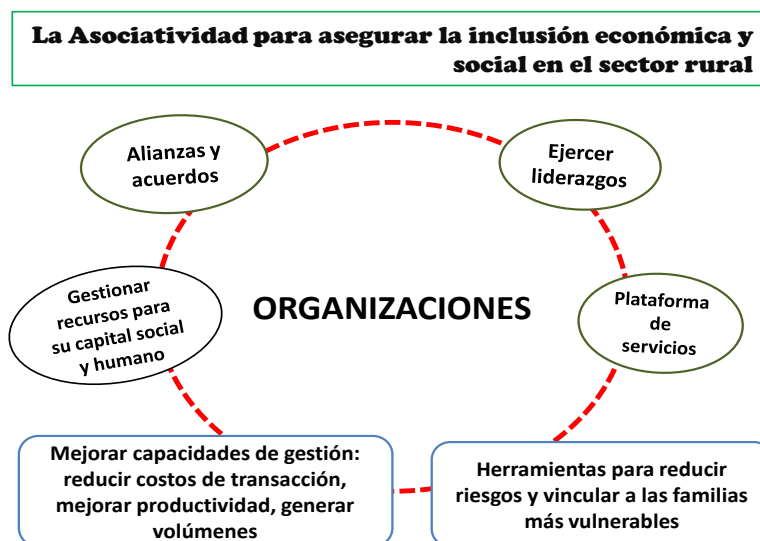 La Asociatividad para asegurar la inclusión económica y
social en el sector rural
Alianzas y
acuerdos
Ejercer
liderazgos
Gestionar
recursos para
su capital social
y humano
ORGANIZACIONES
Plataforma
de
servicios
Mejorar capacidades de gestión:
reducir costos de transacción,
mejorar productividad, generar
volúmenes
Herramientas para reducir
riesgos y vincular a las familias
más vulnerables